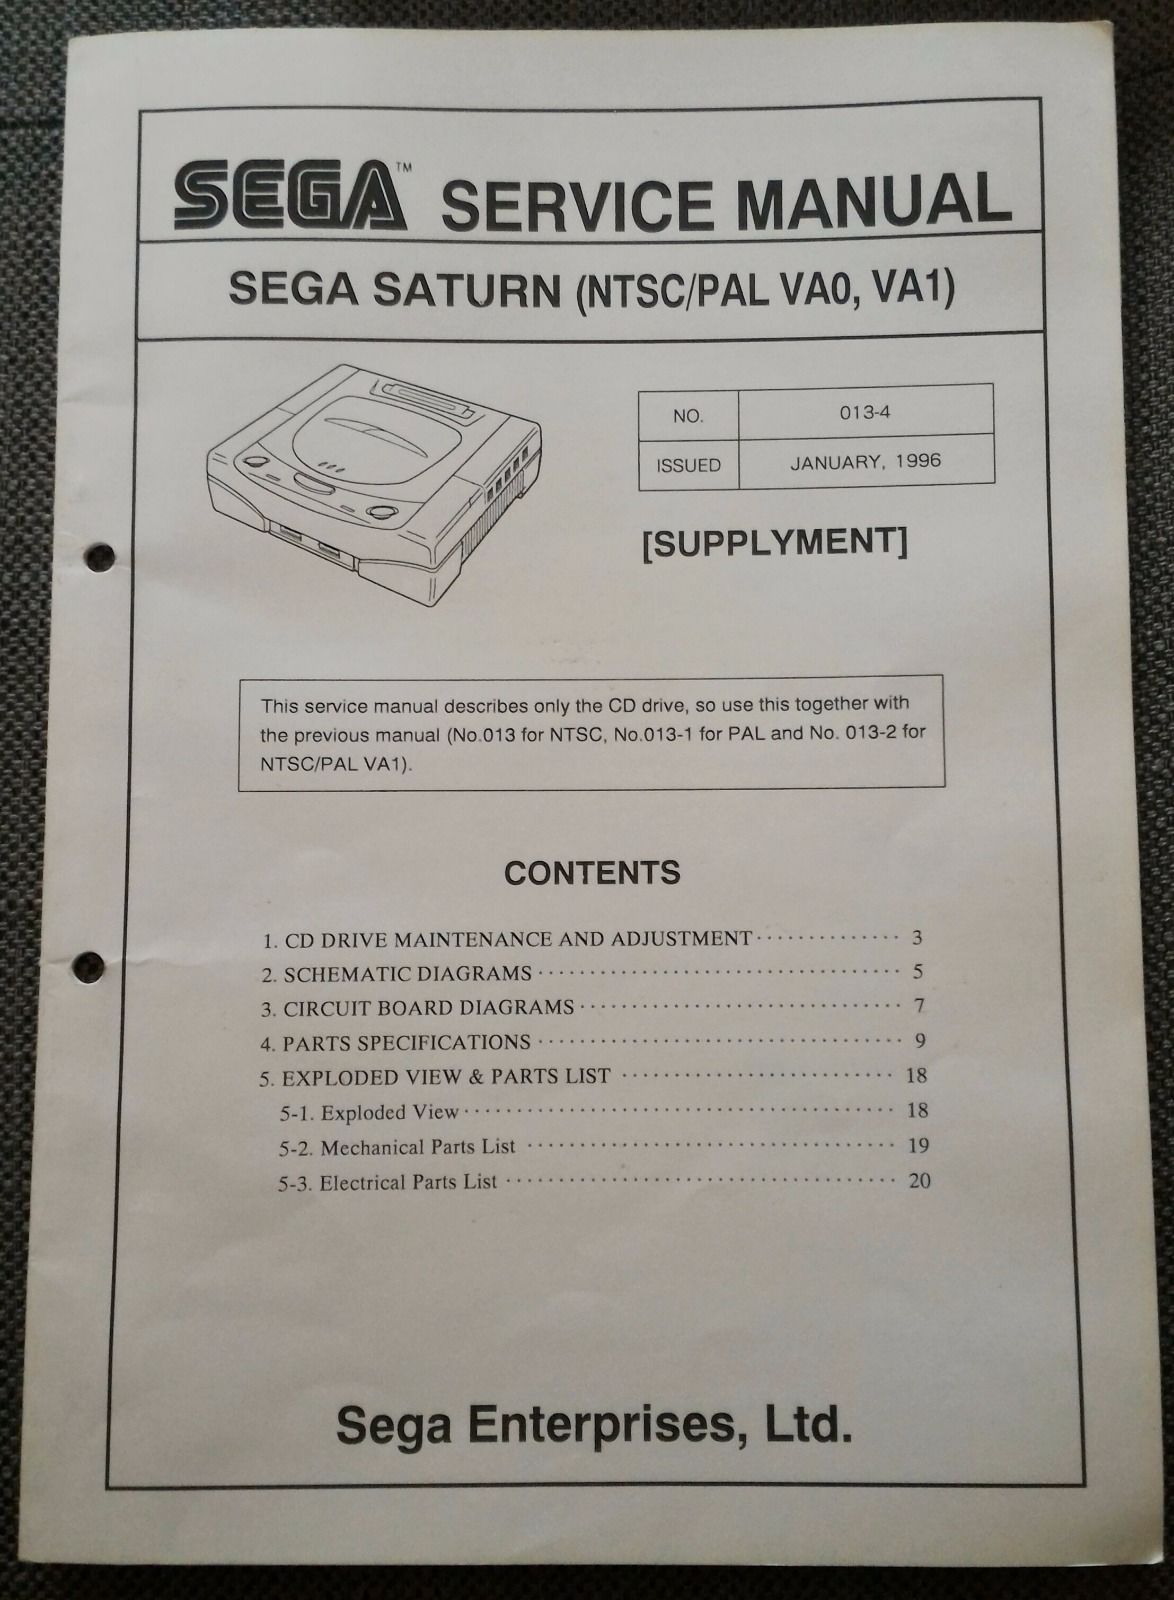 SEGA™ SERVICE MANUAL
SEGA SATURN (NTSC/PAL VA0, VA1)
NO. 013-4
ISSUED JANUARY, 1996
[SUPPLYMENT]
This service manual describes only the CD drive, so use this together with
the previous manual (No.013 for NTSC, No.013-1 for PAL and No. 013-2 for
NTSC/PAL VA1).
CONTENTS
1. CD DRIVE MAINTENANCE AND ADJUSTMENT ·············· 3
2. SCHEMATIC DIAGRAMS ··································· 5
3. CIRCUIT BOARD DIAGRAMS ······························· 7
4. PARTS SPECIFICATIONS ··································· 9
5. EXPLODED VIEW & PARTS LIST ·························· 18
5-1. Exploded View ········································· 18
5-2. Mechanical Parts List ···································· 19
5-3. Electrical Parts List ······································ 20
Sega Enterprises, Ltd.